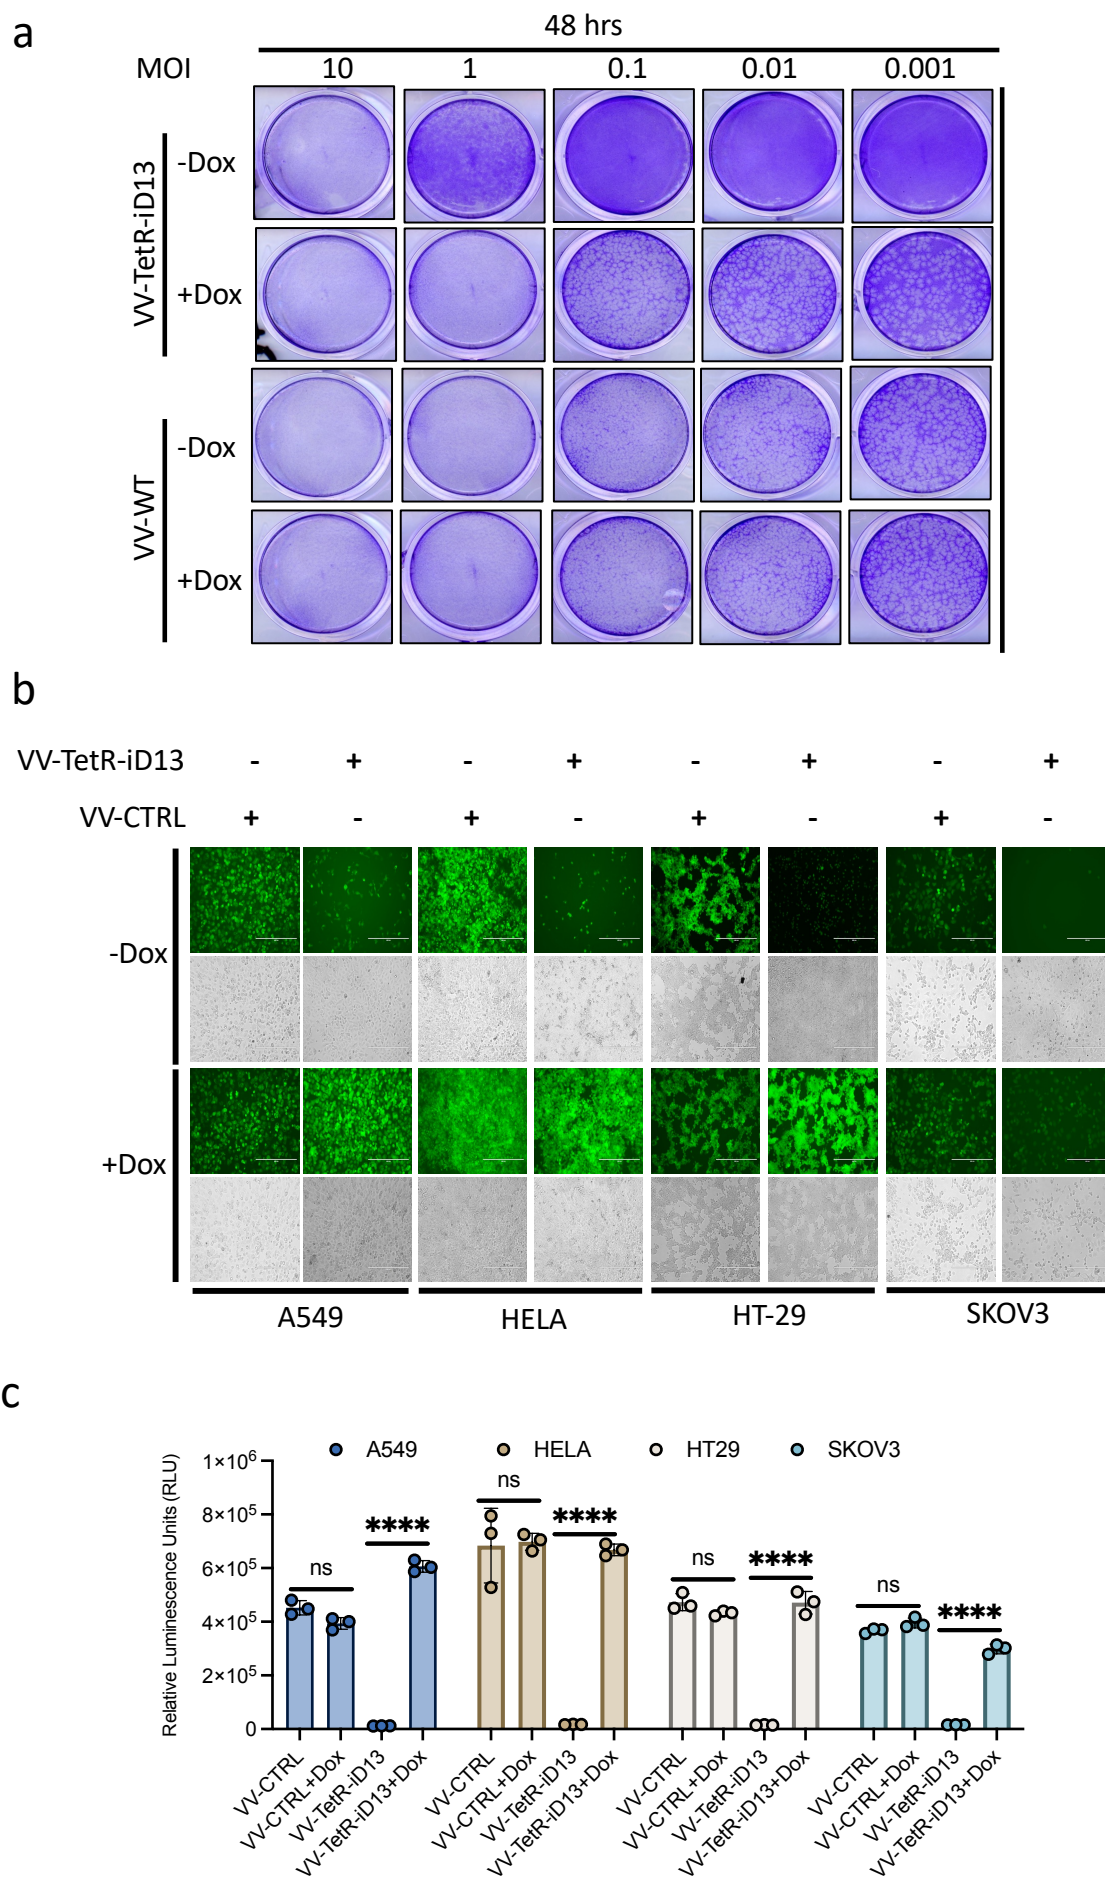 a
48 hrs
MOI 10 1 0.1 0.01 0.001
VV-TetR-iD13
-Dox
+Dox
VV-WT
-Dox
+Dox
b
VV-TetR-iD13 - + - + - + - +
VV-CTRL + - + - + - + -
-Dox
+Dox
A549 HELA HT-29 SKOV3
c
A549 HELA HT29 SKOV3
Relative Luminescence Units (RLU)
1×10⁶
8×10⁵
6×10⁵
4×10⁵
2×10⁵
0
ns **** ns **** ns **** ns ****
VV-CTRL
VV-CTRL+Dox
VV-TetR-iD13
VV-TetR-iD13+Dox
VV-CTRL
VV-CTRL+Dox
VV-TetR-iD13
VV-TetR-iD13+Dox
VV-CTRL
VV-CTRL+Dox
VV-TetR-iD13
VV-TetR-iD13+Dox
VV-CTRL
VV-CTRL+Dox
VV-TetR-iD13
VV-TetR-iD13+Dox